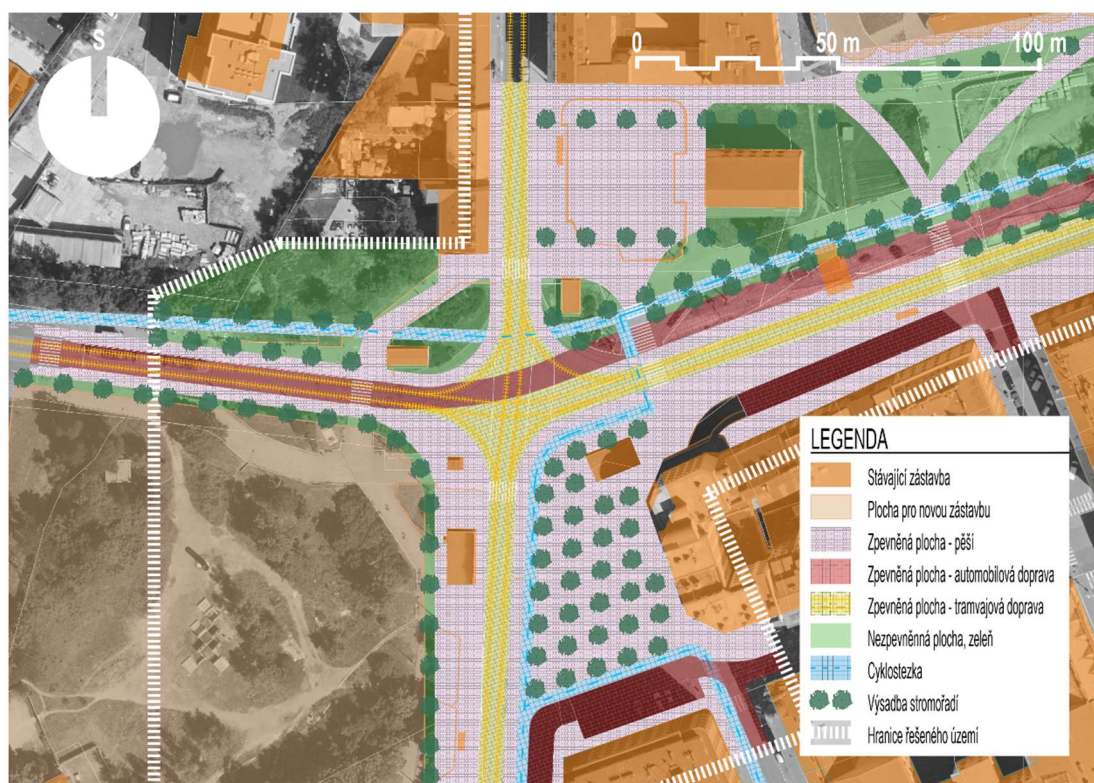 S
0 50 m 100 m
LEGENDA
Stávající zástavba
Plocha pro novou zástavbu
Zpevněná plocha - pěší
Zpevněná plocha - automobilová doprava
Zpevněná plocha - tramvajová doprava
Nezpevněnná plocha, zeleň
Cyklostezka
Výsadba stromořadí
Hranice řešeného území